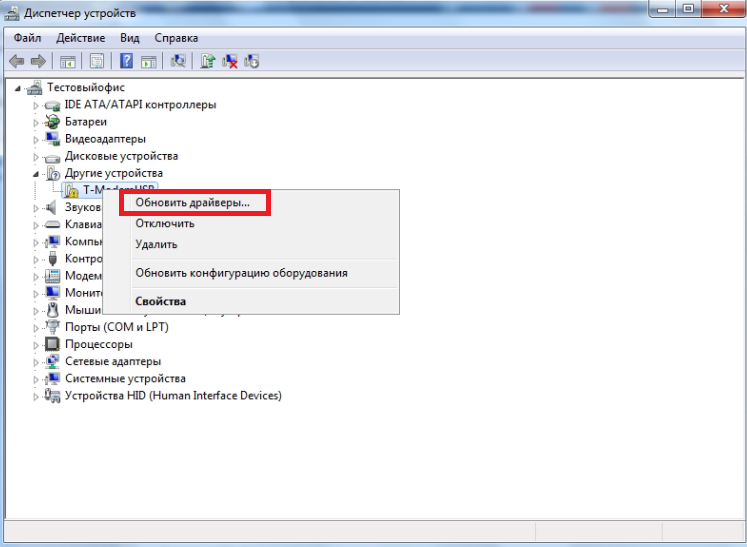 Диспетчер устройств
Файл Действие Вид Справка
Тестовыйофис
IDE ATA/ATAPI контроллеры
Батареи
Видеоадаптеры
Дисковые устройства
Другие устройства
Обновить драйверы...
Отключить
Удалить
Обновить конфигурацию оборудования
Свойства
Порты (COM и LPT)
Процессоры
Сетевые адаптеры
Системные устройства
Устройства HID (Human Interface Devices)